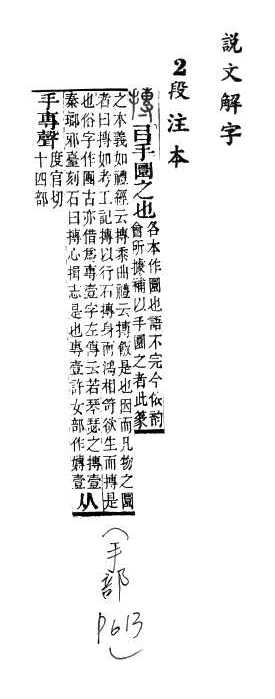 説文解字
2段注本
摶 㠯手圜之也 各本作圜也語不完今依韵
會所據補以手圜之者此篆
之本義如禮經云摶黍曲禮云摶飯是也因而凡物之圜
者曰摶如考工記摶以行石摶身而鴻相笴欲生而摶是
也俗字作團古亦借爲專壹字左傳云若琴瑟之摶壹
秦琅邪臺刻石曰摶心揖志是也專壹許女部作嫥壹 从
手專聲 度官切
十四部
(手部 P613)